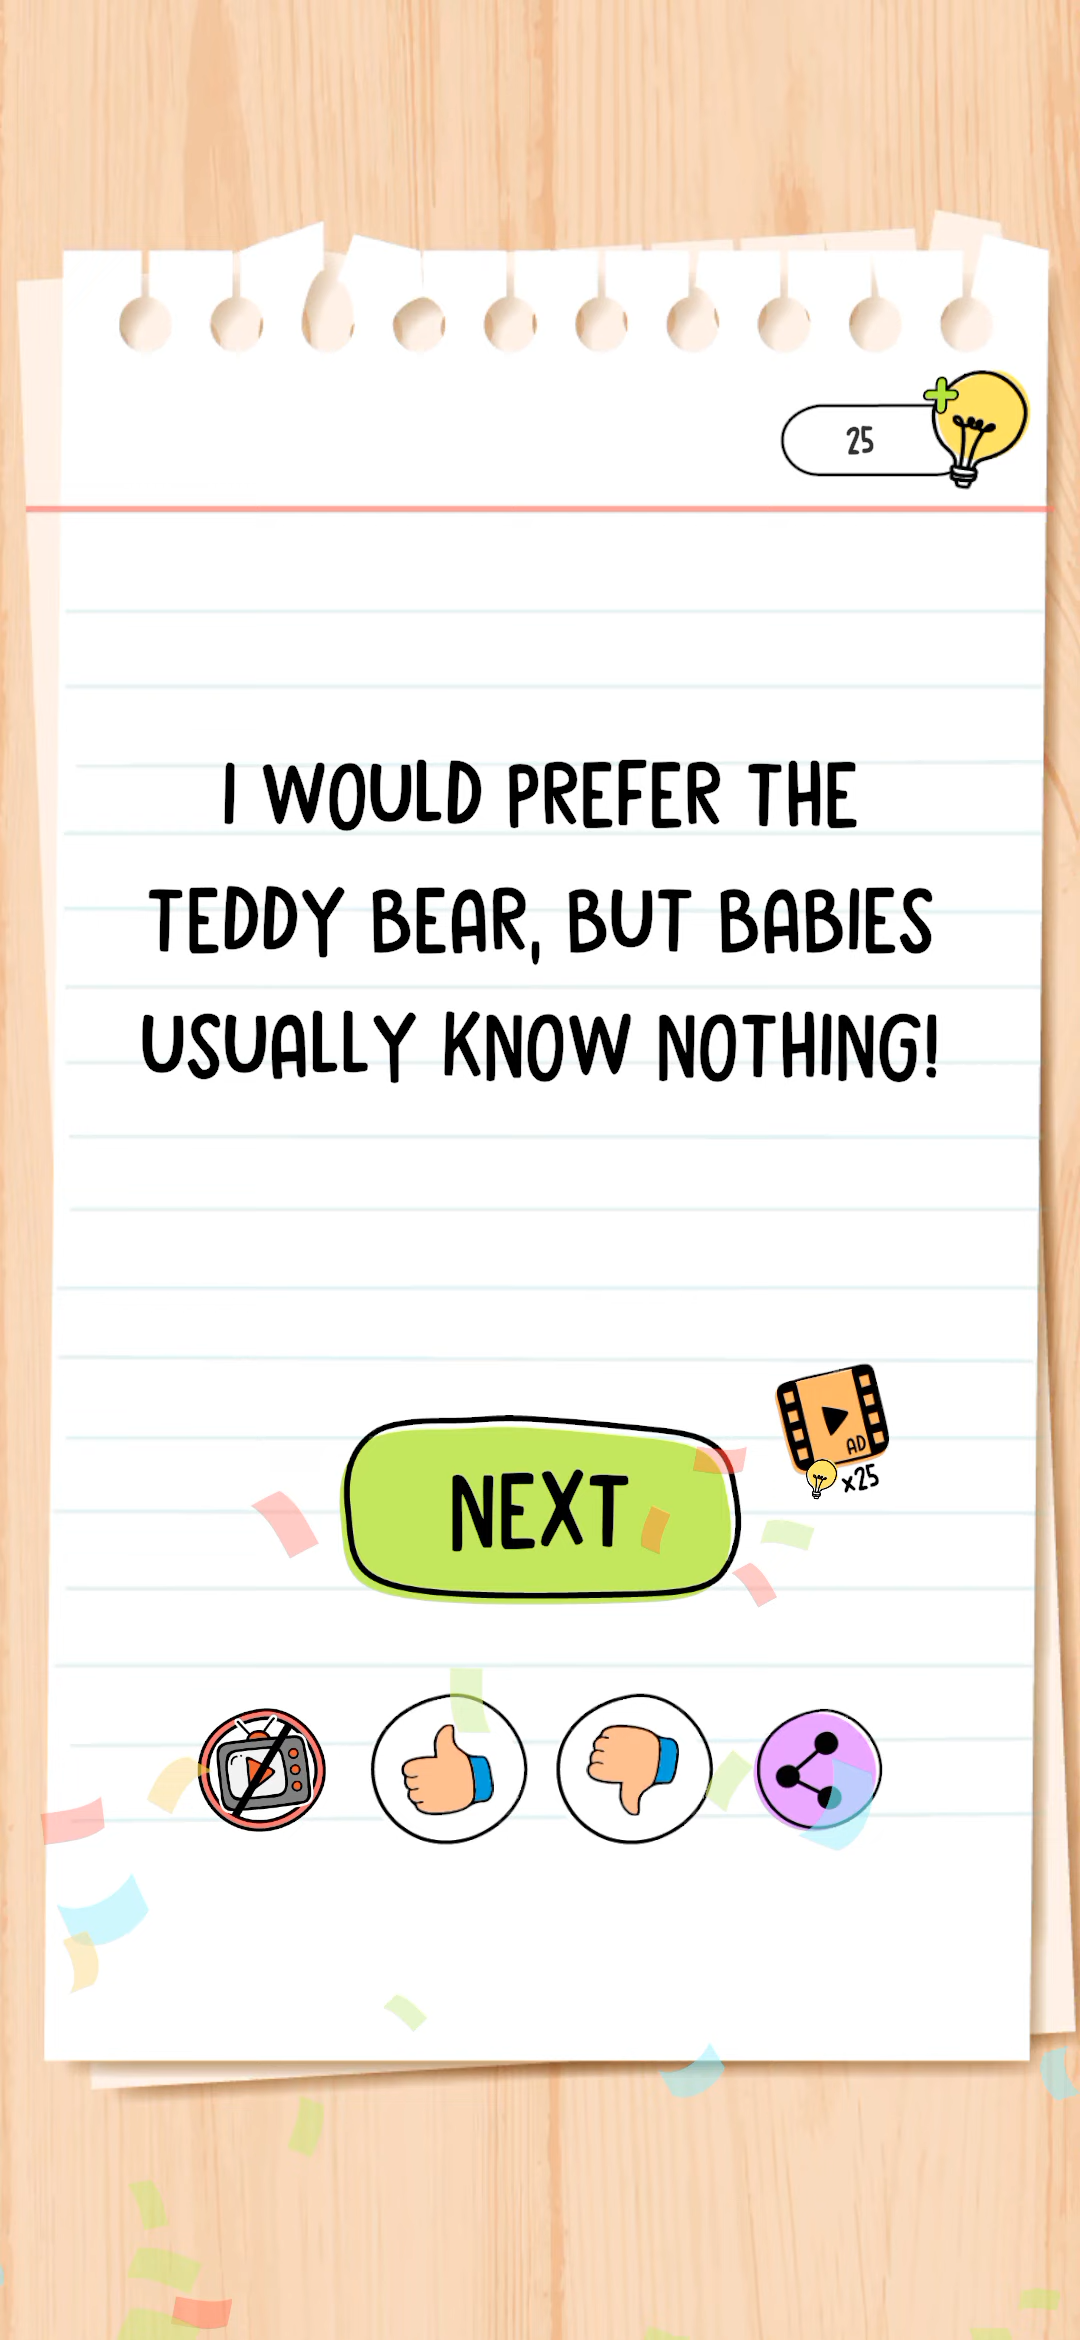 25
I WOULD PREFER THE
TEDDY BEAR, BUT BABIES
USUALLY KNOW NOTHING!
AD
x25
NEXT